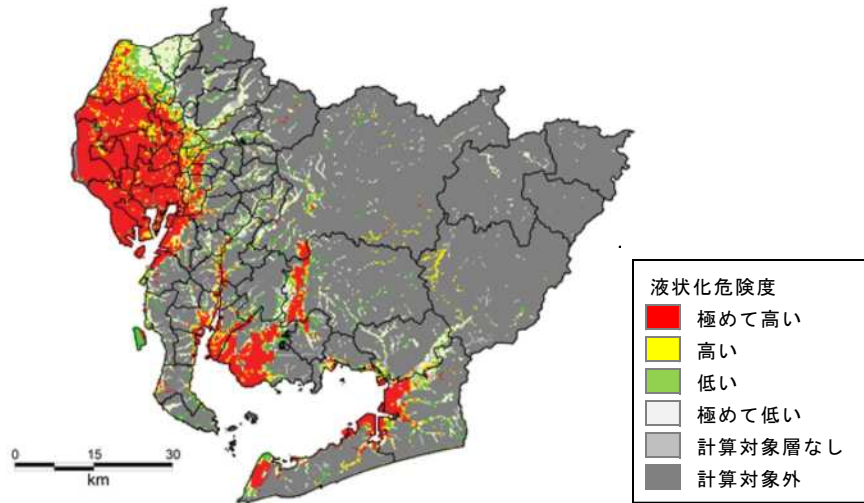 液状化危険度
極めて高い
高い
低い
極めて低い
計算対象層なし
計算対象外
0 15 30
km